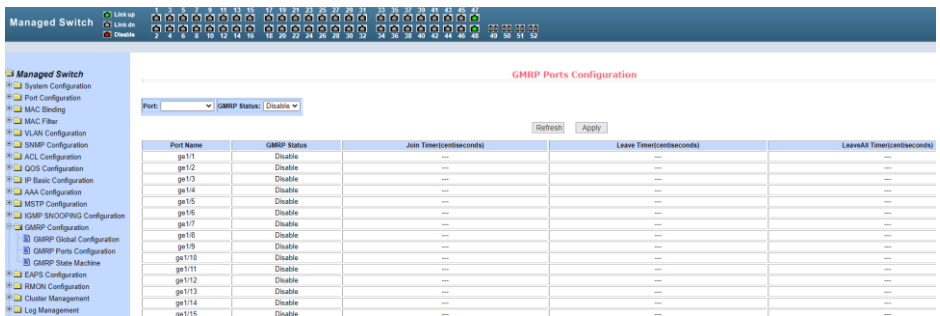 Managed Switch
Link up
Link dn
Disable
1 3 5 7 9 11 13 15 17 19 21 23 25 27 29 31 33 35 37 39 41 43 45 47
2 4 6 8 10 12 14 16 18 20 22 24 26 28 30 32 34 36 38 40 42 44 46 48 49 50 51 52
Managed Switch
System Configuration
Port Configuration
MAC Binding
MAC Filter
VLAN Configuration
SNMP Configuration
ACL Configuration
QOS Configuration
IP Basic Configuration
AAA Configuration
MSTP Configuration
IGMP SNOOPING Configuration
GMRP Configuration
GMRP Global Configuration
GMRP Ports Configuration
GMRP State Machine
EAPS Configuration
RMON Configuration
Cluster Management
Log Management
GMRP Ports Configuration
Port: GMRP Status: Disable
Refresh Apply
Port Name GMRP Status Join Timer(centiseconds) Leave Timer(centiseconds) LeaveAll Timer(centiseconds)
ge1/1 Disable --- --- ---
ge1/2 Disable --- --- ---
ge1/3 Disable --- --- ---
ge1/4 Disable --- --- ---
ge1/5 Disable --- --- ---
ge1/6 Disable --- --- ---
ge1/7 Disable --- --- ---
ge1/8 Disable --- --- ---
ge1/9 Disable --- --- ---
ge1/10 Disable --- --- ---
ge1/11 Disable --- --- ---
ge1/12 Disable --- --- ---
ge1/13 Disable --- --- ---
ge1/14 Disable --- --- ---
ge1/15 Disable --- --- ---